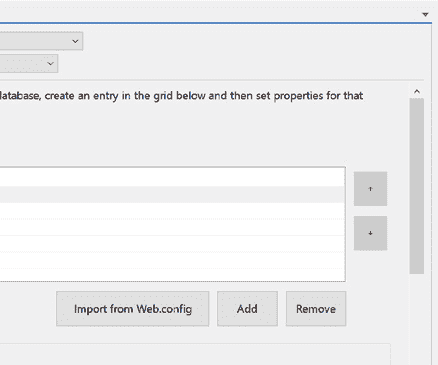 database, create an entry in the grid below and then set properties for that
Import from Web.config
Add
Remove